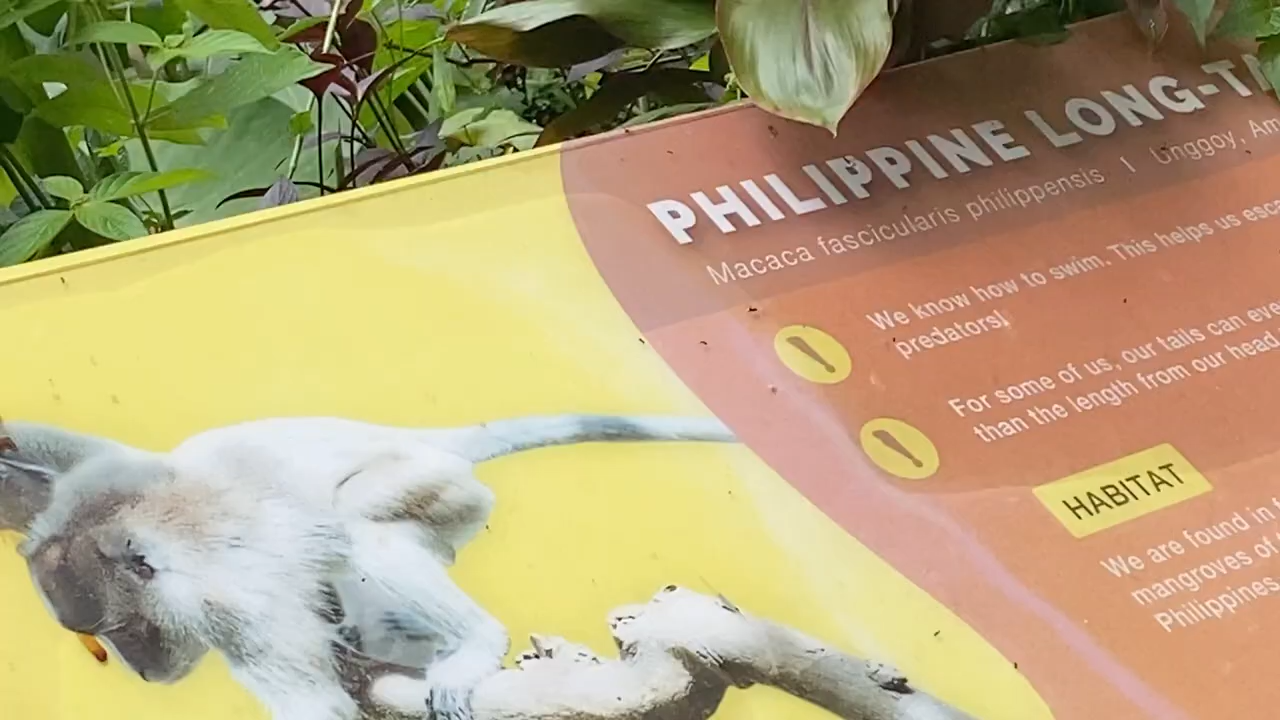 PHILIPPINE LONG-TA
Macaca fascicularis philippensis | Unggoy, Am
We know how to swim. This helps us esca
predators!
For some of us, our tails can eve
than the length from our head
HABITAT
We are found in
mangroves of
Philippines